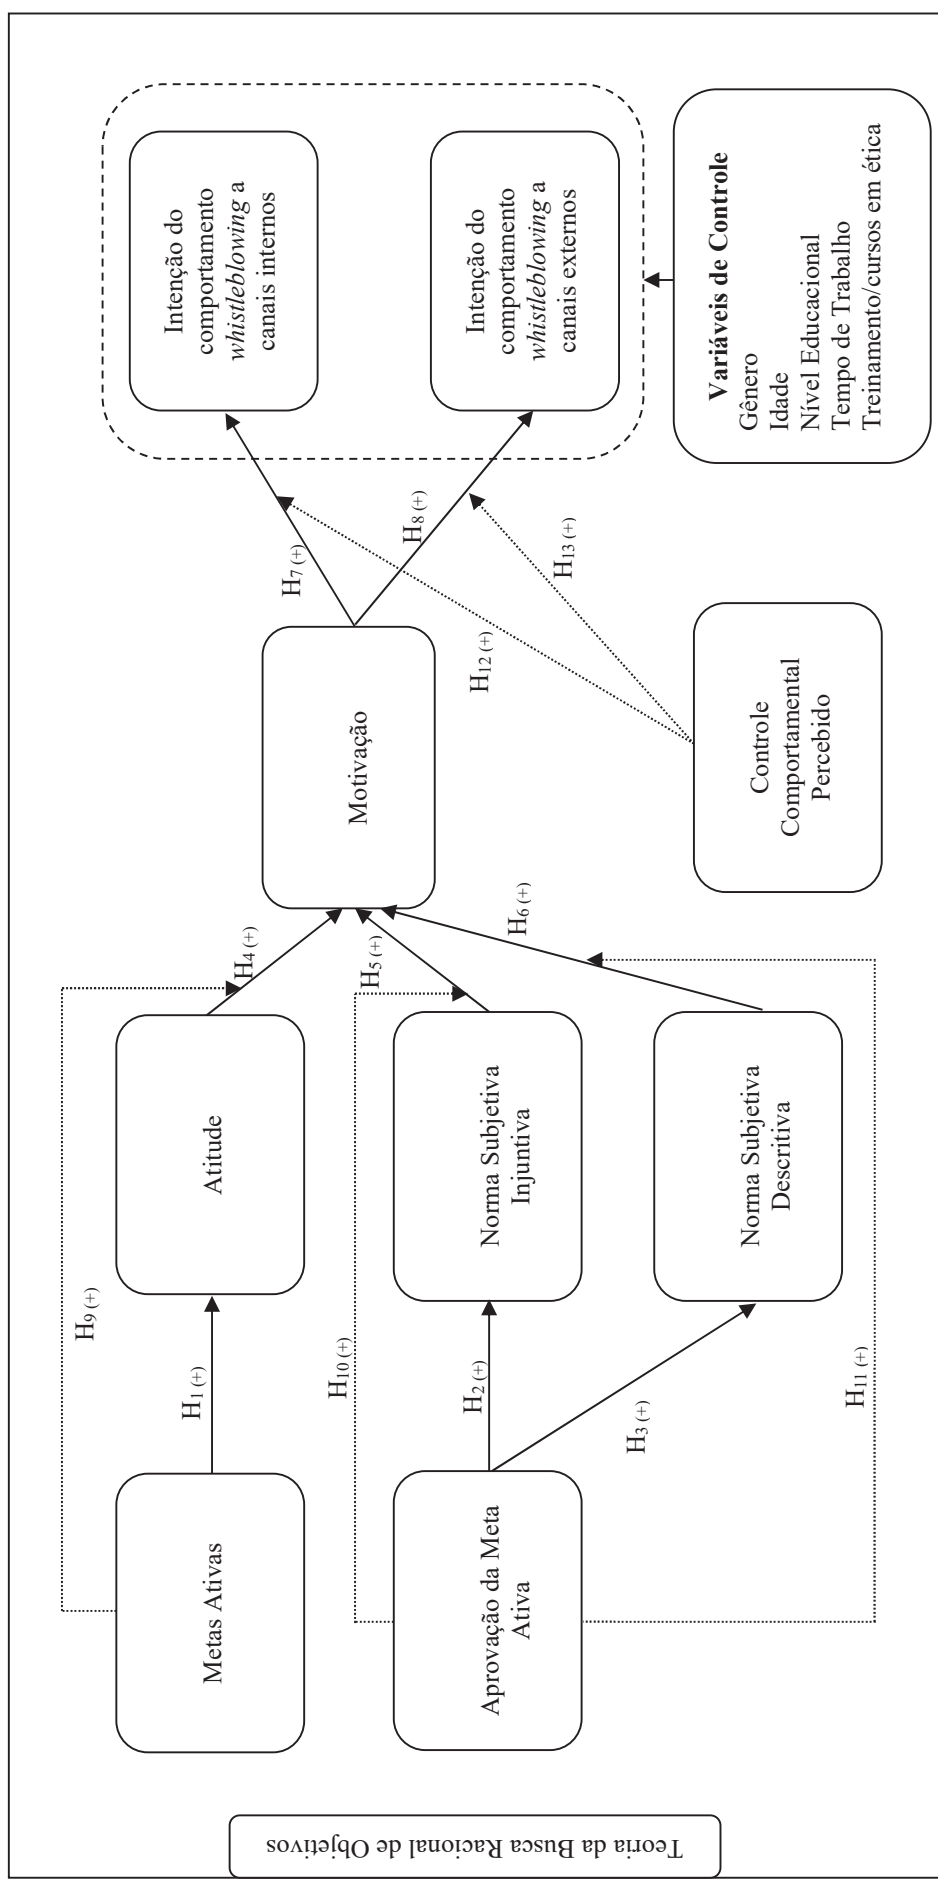 Teoria da Busca Racional de Objetivos
Metas Ativas
Aprovação da Meta
Ativa
H9 (+)
H1 (+)
H10 (+)
H2 (+)
H3 (+)
H11 (+)
Atitude
Norma Subjetiva
Injuntiva
Norma Subjetiva
Descritiva
H4 (+)
H5 (+)
H6 (+)
Motivação
Controle
Comportamental
Percebido
H7 (+)
H8 (+)
H12 (+)
H13 (+)
Intenção do
comportamento
whistleblowing a
canais internos
Intenção do
comportamento
whistleblowing a
canais externos
Variáveis de Controle
Gênero
Idade
Nível Educacional
Tempo de Trabalho
Treinamento/cursos em ética